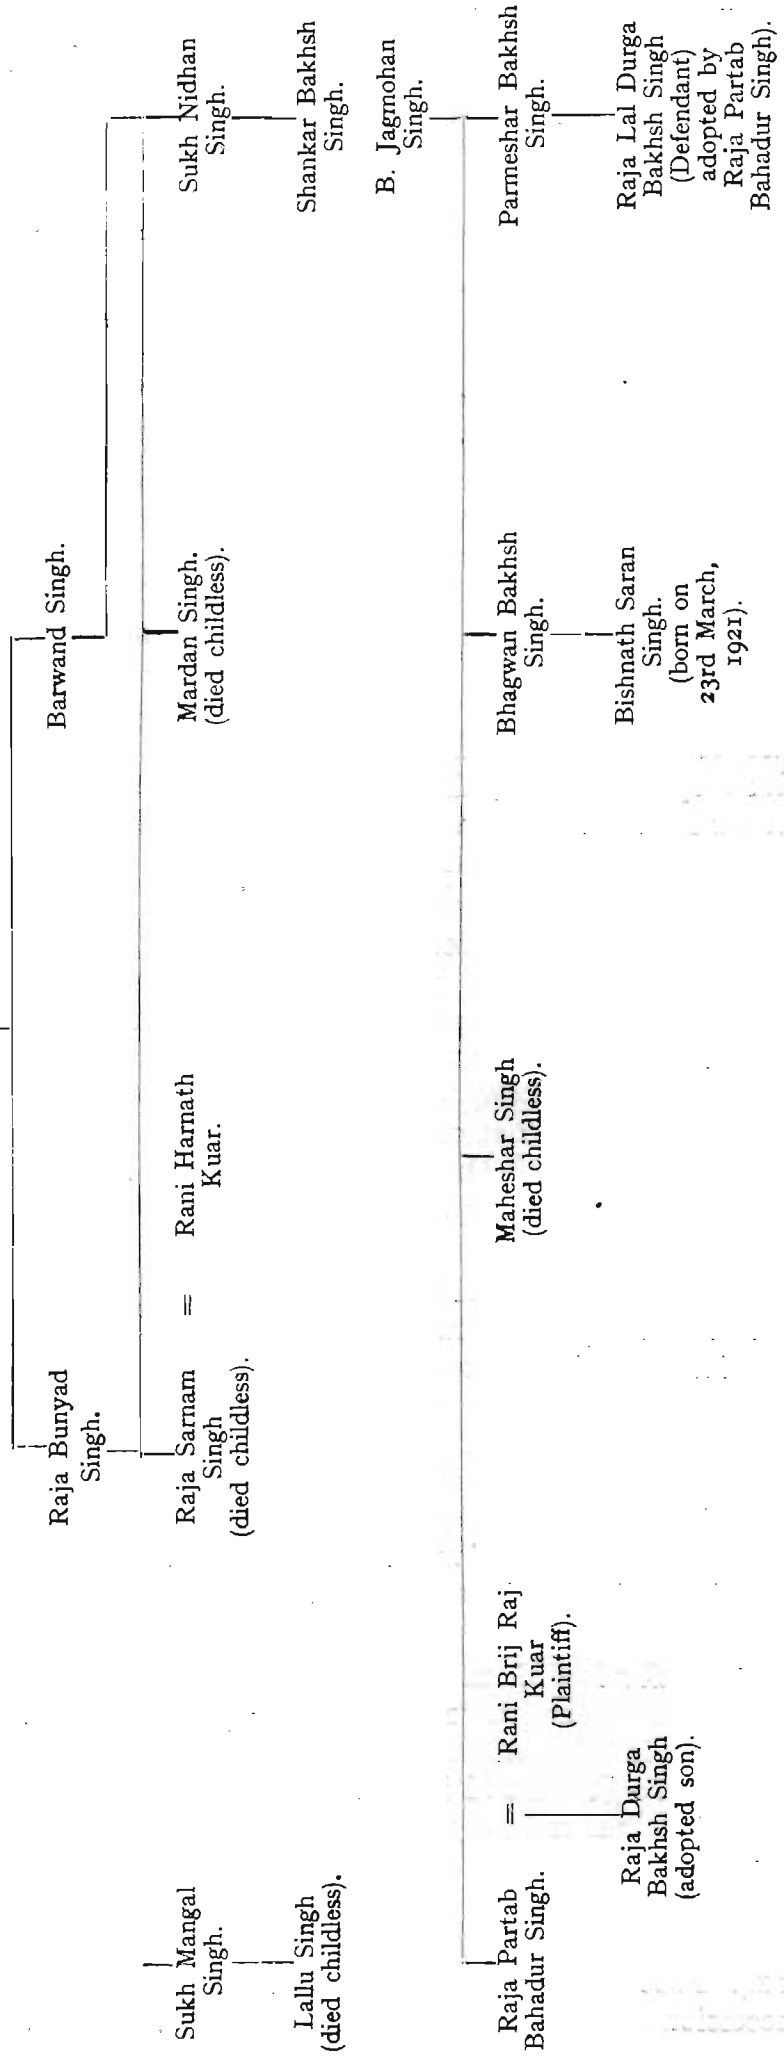 Raja Bunyad
Singh.
Barwand Singh.
Sukh Mangal
Singh.
Raja Sarnam
Singh
(died childless).
=
Rani Harnath
Kuar.
Mardan Singh.
(died childless).
Sukh Nidhan
Singh.
Lallu Singh
(died childless).
Shankar Bakhsh
Singh.
B. Jagmohan
Singh.
Raja Partab
Bahadur Singh.
=
Rani Brij Raj
Kuar
(Plaintiff).
Maheshar Singh
(died childless).
Bhagwan Bakhsh
Singh.
Parmeshar Bakhsh
Singh.
Raja Durga
Bakhsh Singh
(adopted son).
Bishnath Saran
Singh.
(born on
23rd March,
1921).
Raja Lal Durga
Bakhsh Singh
(Defendant)
adopted by
Raja Partab
Bahadur Singh).